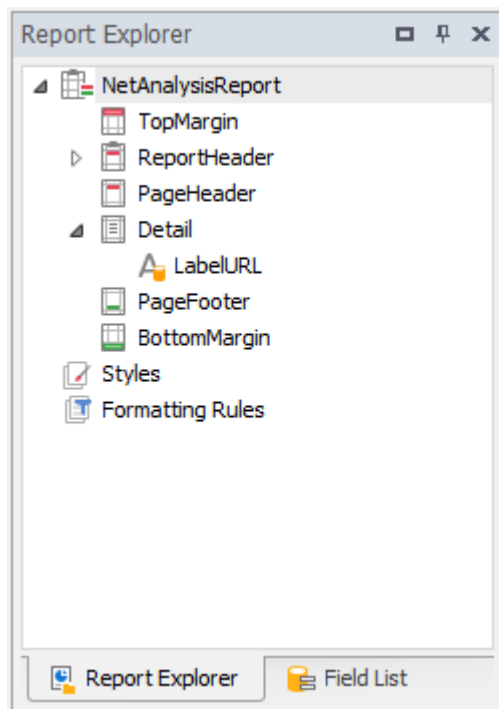 Report Explorer
NetAnalysisReport
TopMargin
ReportHeader
PageHeader
Detail
LabelURL
PageFooter
BottomMargin
Styles
Formatting Rules
Report Explorer
Field List